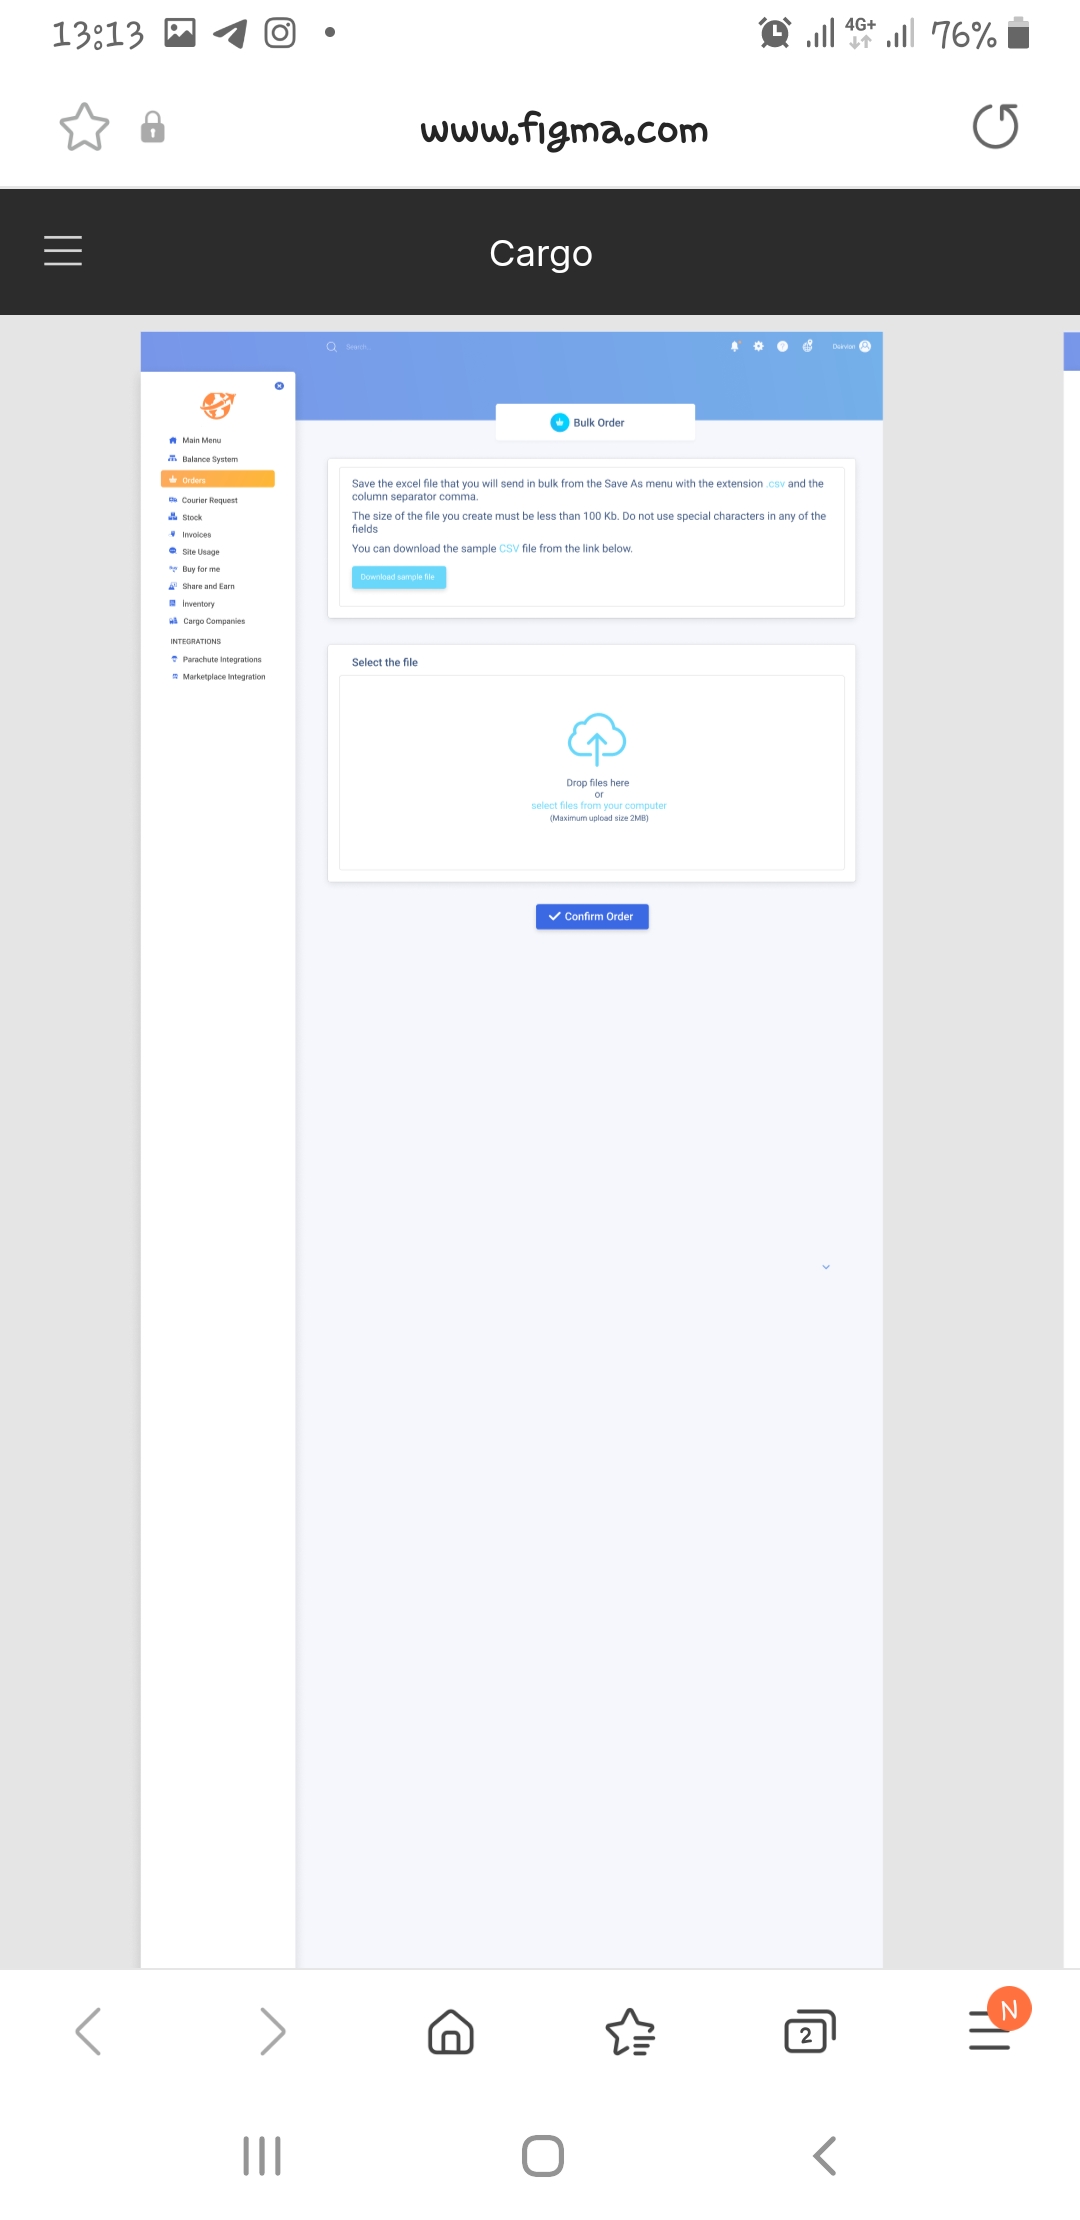 13:13
4G+
76%
www.figma.com
Cargo
Search..
Bulk Order
Main Menu
Balance System
Orders
Courier Request
Stock
Invoices
Site Usage
Buy for me
Share and Earn
İnventory
Cargo Companies
INTEGRATIONS
Parachute Integrations
Marketplace Integration
Save the excel file that you will send in bulk from the Save As menu with the extension .csv and the
column separator comma.
The size of the file you create must be less than 100 Kb. Do not use special characters in any of the
fields
You can download the sample CSV file from the link below.
Download sample file
Select the file
Drop files here
or
select files from your computer
(Maximum upload size 2MB)
Confirm Order
2
N